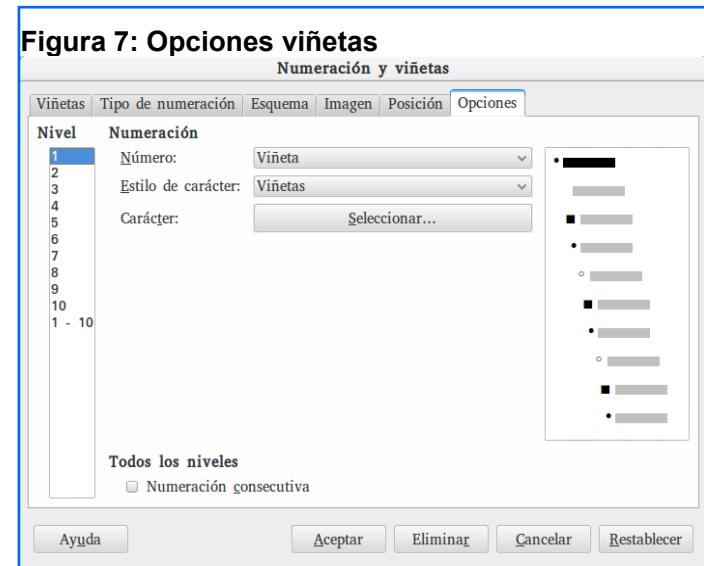 Figura 7: Opciones viñetas
Numeración y viñetas
Viñetas Tipo de numeración Esquema Imagen Posición Opciones
Nivel Numeración
1
2
3
4
5
6
7
8
9
10
1 - 10
Número: Viñeta
Estilo de carácter: Viñetas
Carácter: Seleccionar...
Todos los niveles
Numeración consecutiva
Ayuda Aceptar Eliminar Cancelar Restablecer